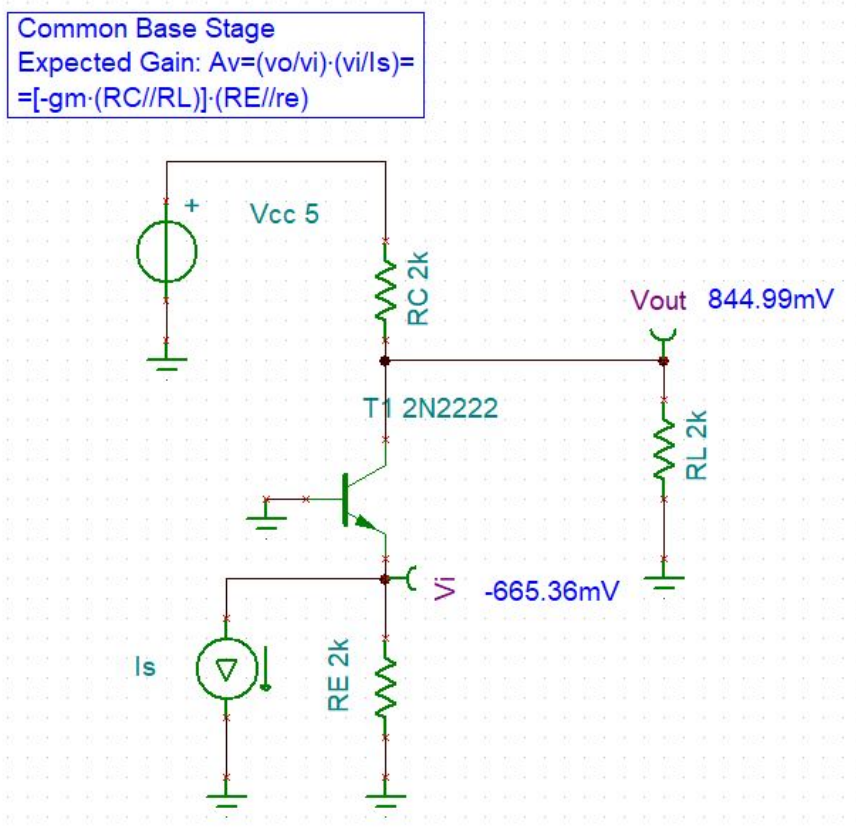 Common Base Stage
Expected Gain: Av=(vo/vi)·(vi/Is)=
=[-gm·(RC//RL)]·(RE//re)
+
Vcc 5
RC 2k
Vout 844.99mV
T1 2N2222
RL 2k
Vi -665.36mV
Is
RE 2k